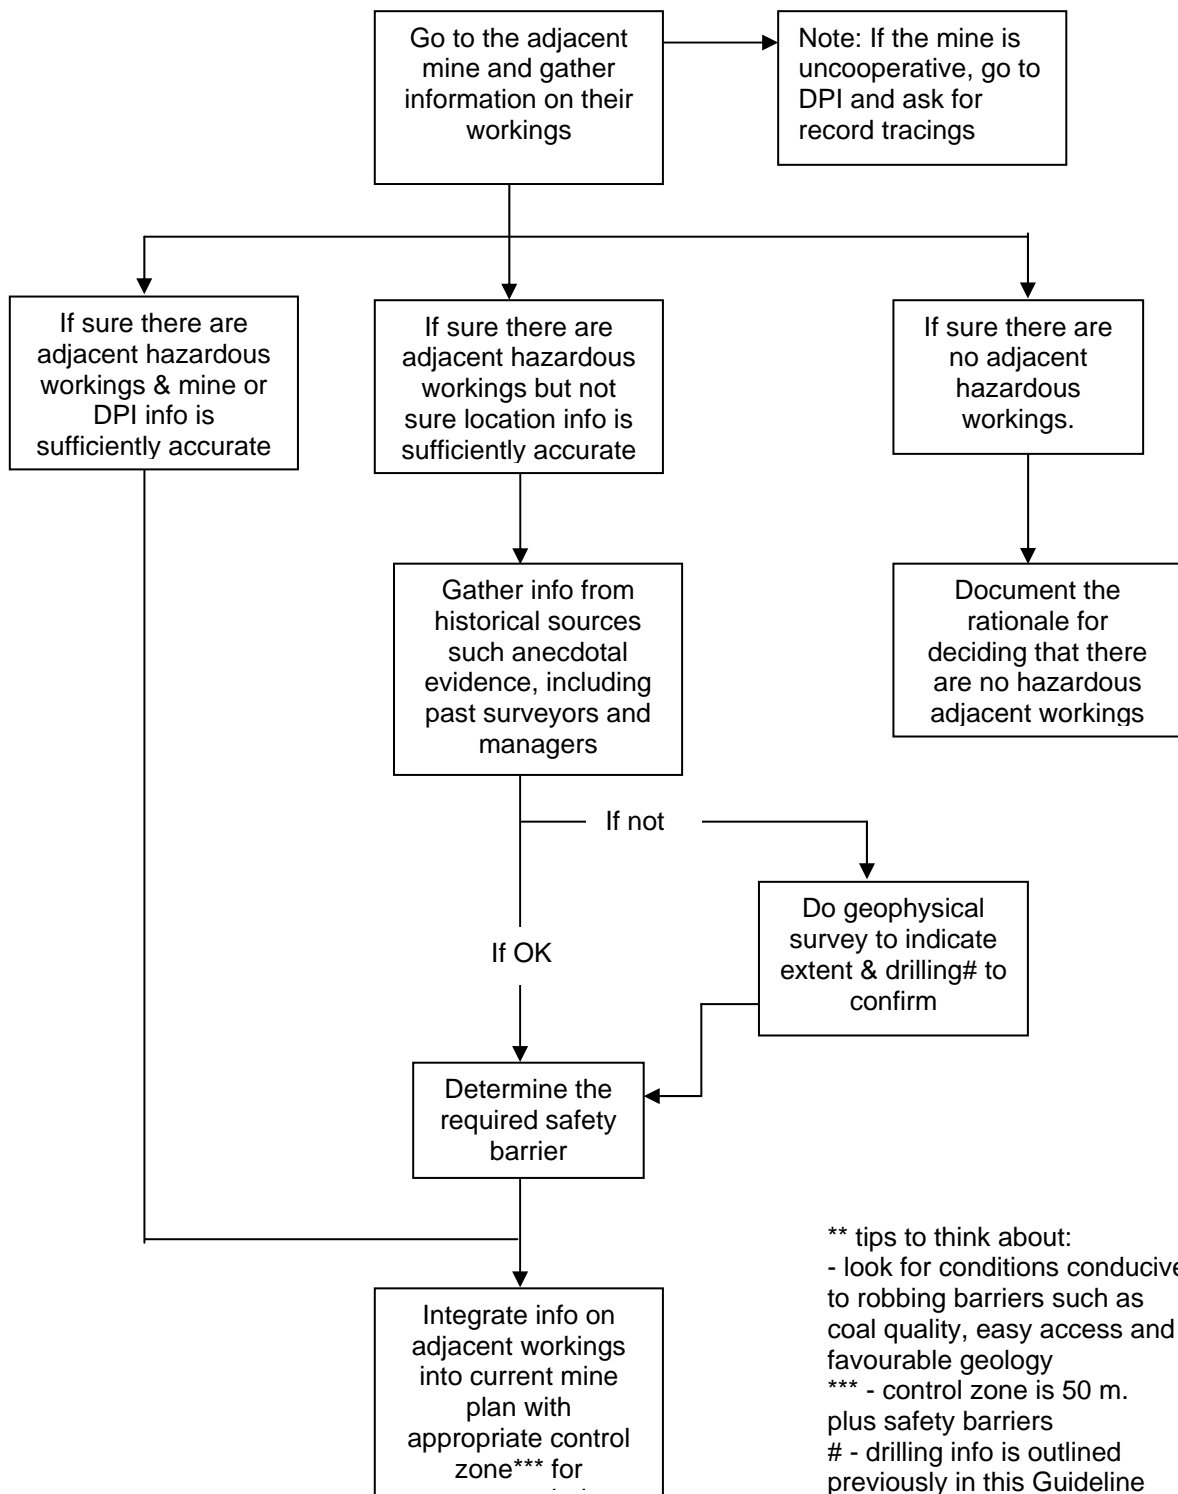 Go to the adjacent
mine and gather
information on their
workings
Note: If the mine is
uncooperative, go to
DPI and ask for
record tracings
If sure there are
adjacent hazardous
workings & mine or
DPI info is
sufficiently accurate
If sure there are
adjacent hazardous
workings but not
sure location info is
sufficiently accurate
If sure there are
no adjacent
hazardous
workings.
Gather info from
historical sources
such anecdotal
evidence, including
past surveyors and
managers
Document the
rationale for
deciding that there
are no hazardous
adjacent workings
If not
Do geophysical
survey to indicate
extent & drilling# to
confirm
If OK
Determine the
required safety
barrier
Integrate info on
adjacent workings
into current mine
plan with
appropriate control
zone*** for
** tips to think about:
- look for conditions conducive
to robbing barriers such as
coal quality, easy access and
favourable geology
*** - control zone is 50 m.
plus safety barriers
# - drilling info is outlined
previously in this Guideline